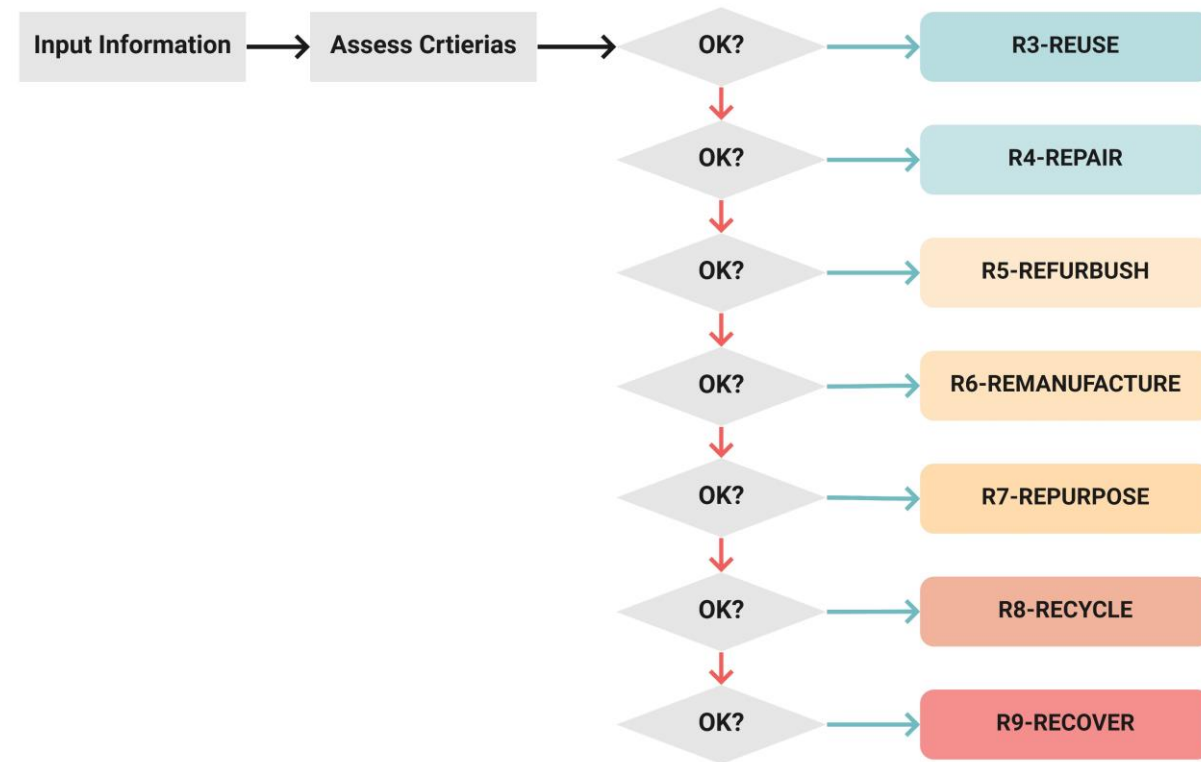 Input Information
Assess Crtierias
OK?
R3-REUSE
OK?
R4-REPAIR
OK?
R5-REFURBUSH
OK?
R6-REMANUFACTURE
OK?
R7-REPURPOSE
OK?
R8-RECYCLE
OK?
R9-RECOVER